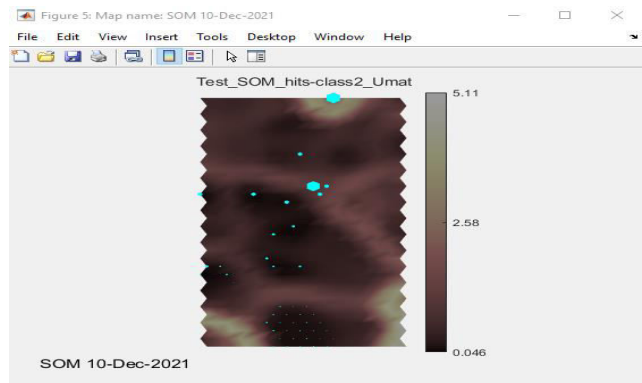 Figure 5: Map name: SOM 10-Dec-2021
File Edit View Insert Tools Desktop Window Help
Test_SOM_hits-class2_Umat
5.11
2.58
0.046
SOM 10-Dec-2021